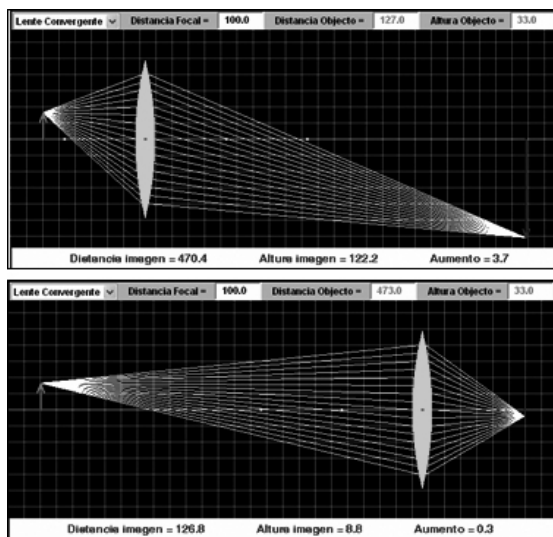 Lente Convergente Distancia Focal = 100.0 Distancia Objecto = 127.0 Altura Objecto = 33.0
Distancia imagen = 470.4 Altura imagen = 122.2 Aumento = 3.7
Lente Convergente Distancia Focal = 100.0 Distancia Objecto = 473.0 Altura Objecto = 33.0
Distancia imagen = 126.8 Altura imagen = 8.8 Aumento = 0.3